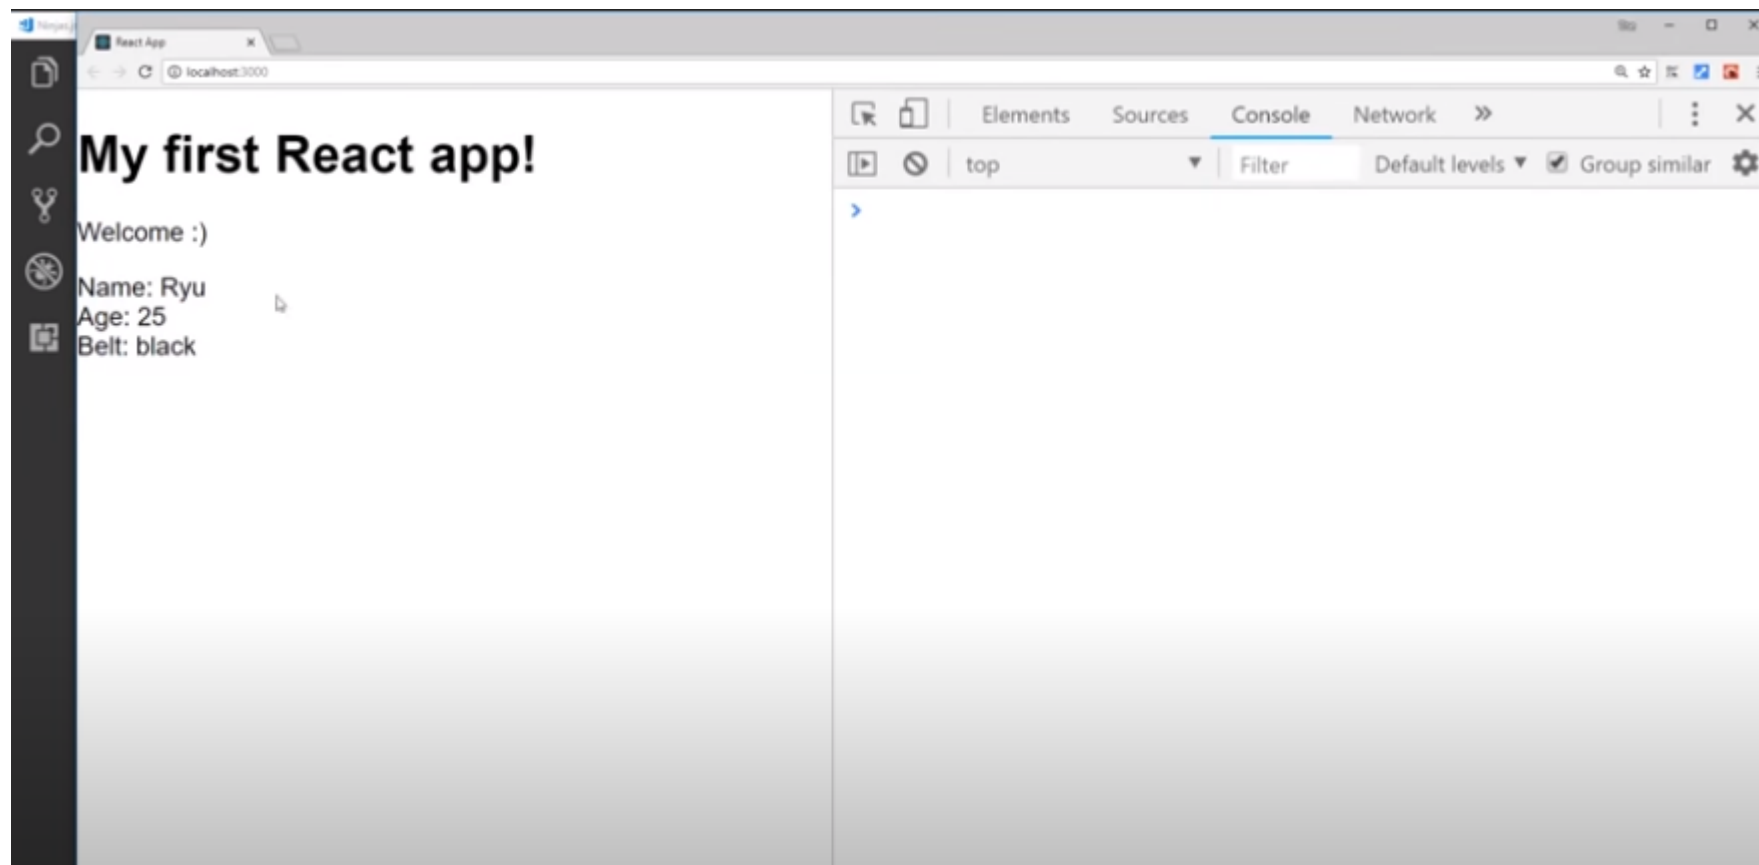 React App
localhost:3000
My first React app!
Welcome :)
Name: Ryu
Age: 25
Belt: black
Elements Sources Console Network
top Filter Default levels Group similar